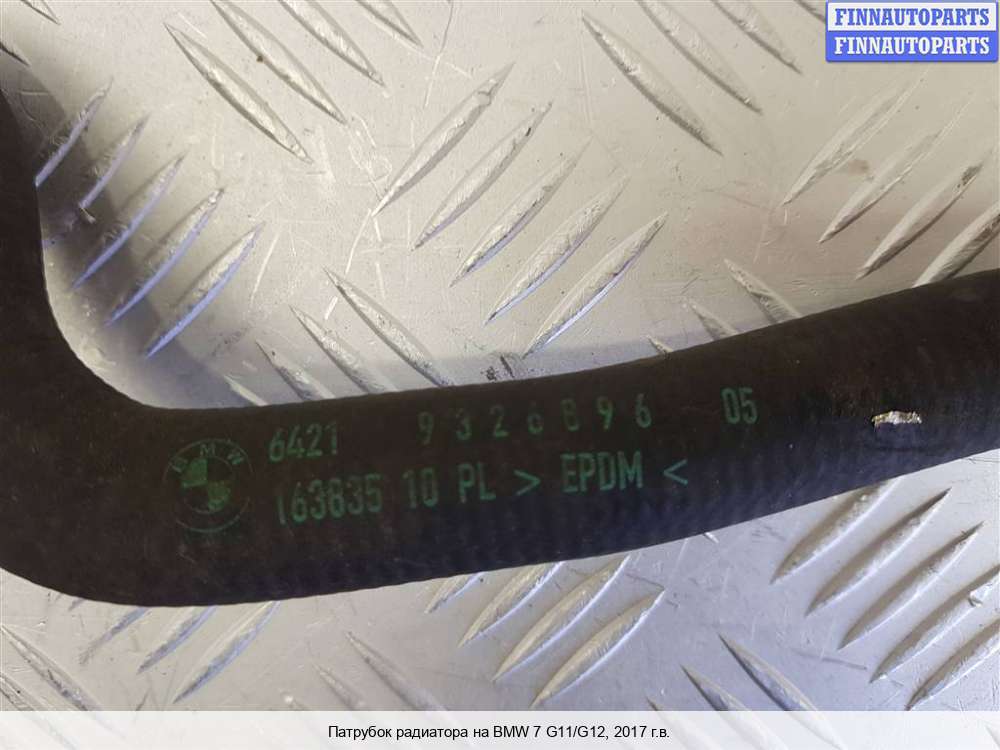 FINNAUTOPARTS
FINNAUTOPARTS
BMW
6421 9326896 05
163835 10 PL > EPDM <
Патрубок радиатора на BMW 7 G11/G12, 2017 г.в.